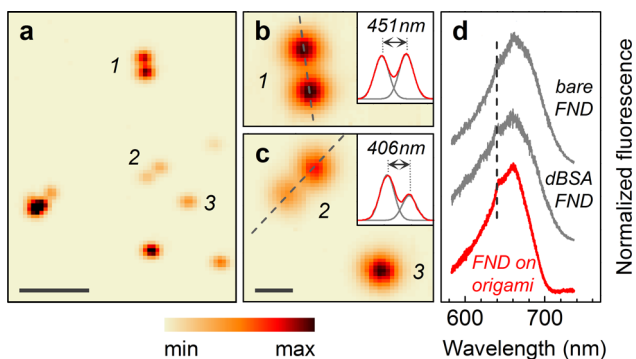 a
1
2
3
b
451nm
1
c
406nm
2
3
d
bare
FND
dBSA
FND
FND on
origami
600 700
Wavelength (nm)
Normalized fluorescence
min max